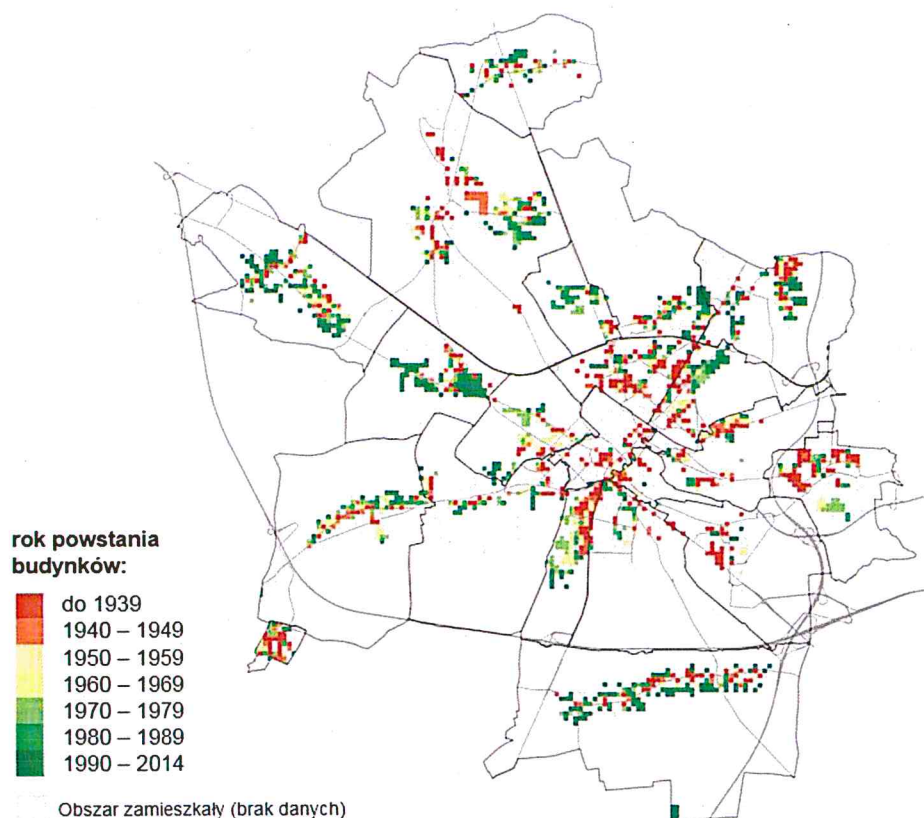 rok powstania
budynków:
do 1939
1940 – 1949
1950 – 1959
1960 – 1969
1970 – 1979
1980 – 1989
1990 – 2014
Obszar zamieszkały (brak danych)